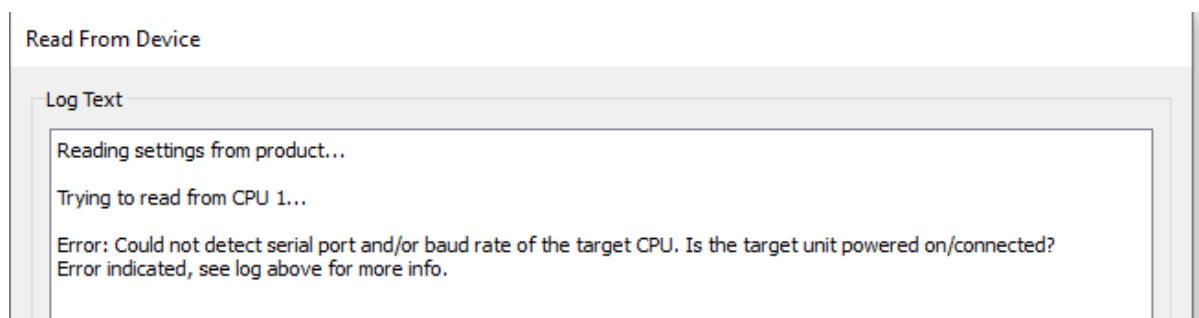 Read From Device
Log Text
Reading settings from product...
Trying to read from CPU 1...
Error: Could not detect serial port and/or baud rate of the target CPU. Is the target unit powered on/connected?
Error indicated, see log above for more info.